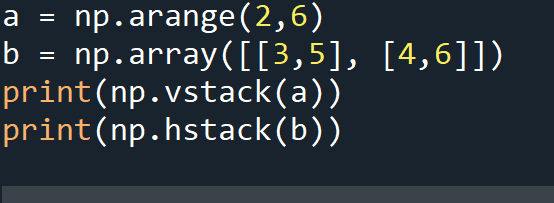 a = np.arange(2,6)
b = np.array([[3,5], [4,6]])
print(np.vstack(a))
print(np.hstack(b))